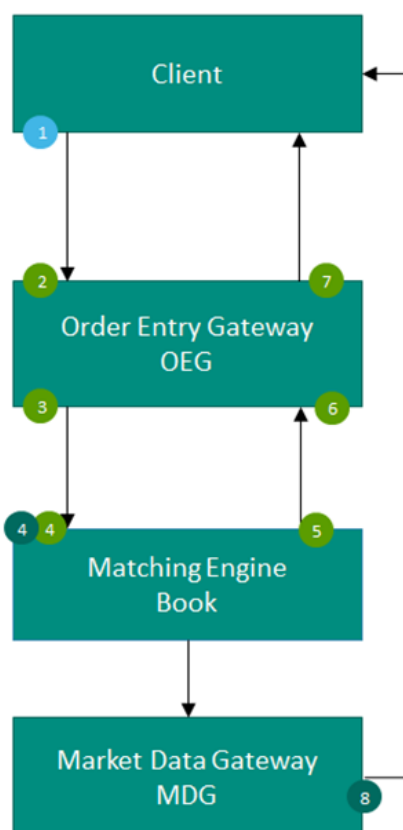 Client
1
2
7
Order Entry Gateway
OEG
3
6
4
4
5
Matching Engine
Book
Market Data Gateway
MDG
8